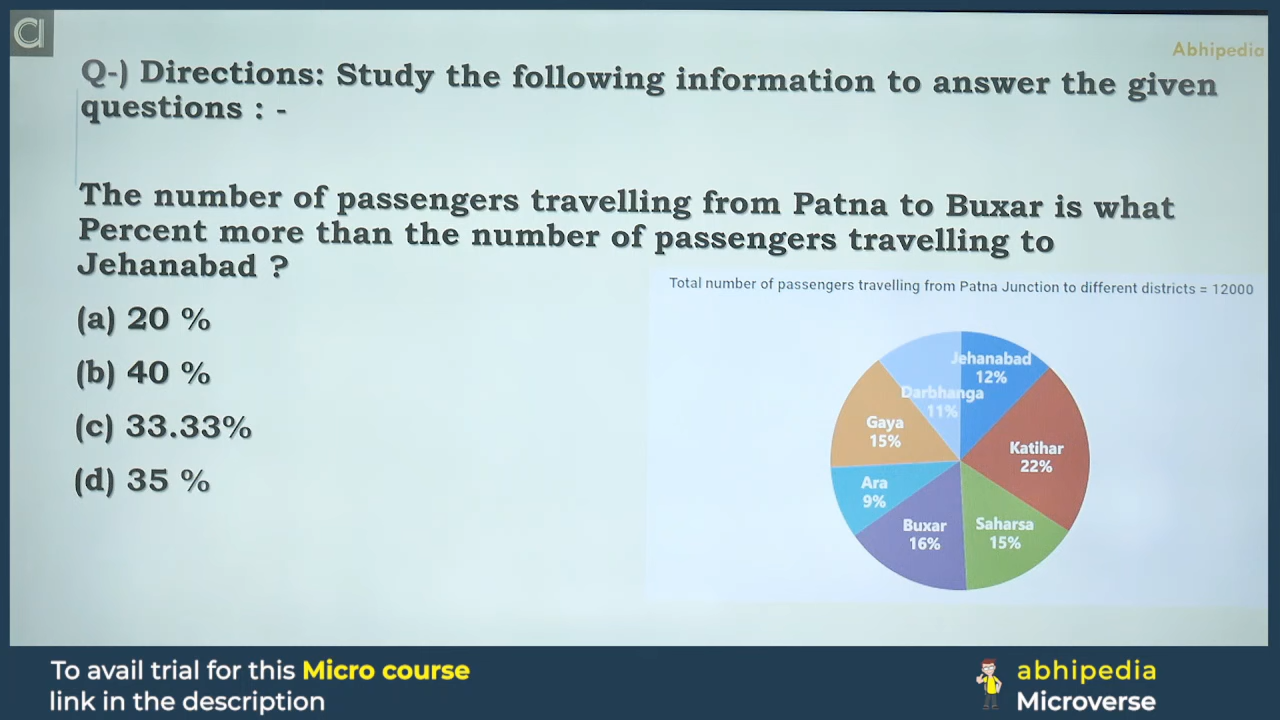 Abhipedia
Q-) Directions: Study the following information to answer the given
questions : -
The number of passengers travelling from Patna to Buxar is what
Percent more than the number of passengers travelling to
Jehanabad ?
(a) 20 %
(b) 40 %
(c) 33.33%
(d) 35 %
Total number of passengers travelling from Patna Junction to different districts = 12000
Jehanabad
12%
Darbhanga
11%
Gaya
15%
Katihar
22%
Ara
9%
Buxar
16%
Saharsa
15%
To avail trial for this Micro course
link in the description
abhipedia
Microverse